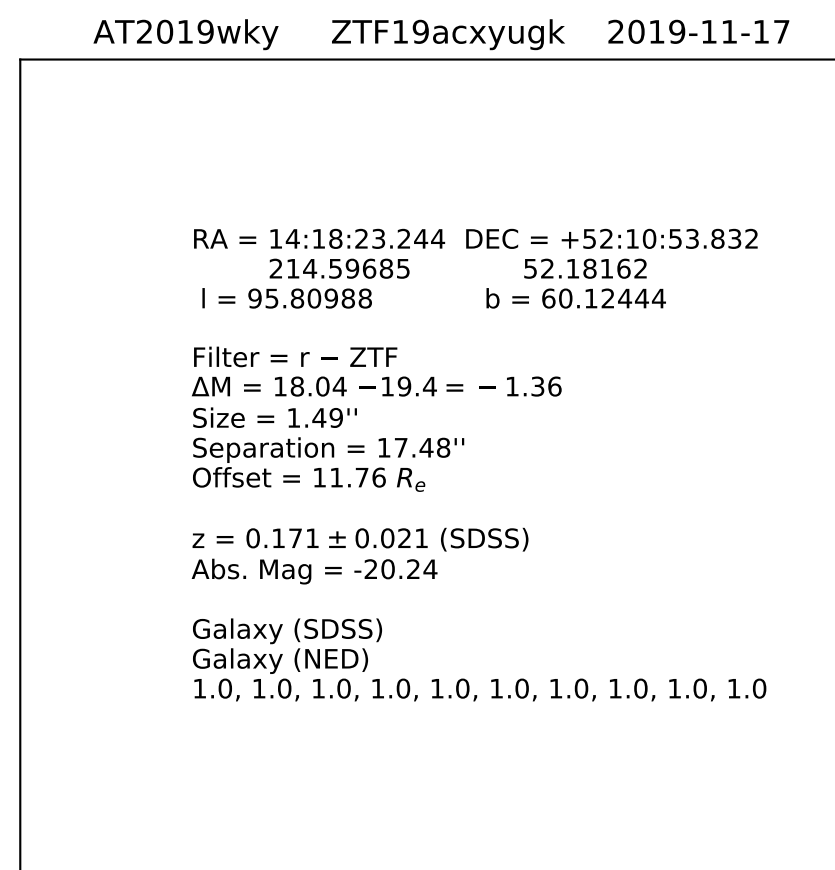 AT2019wky ZTF19acxyugk 2019-11-17
RA = 14:18:23.244 DEC = +52:10:53.832
214.59685 52.18162
l = 95.80988 b = 60.12444
Filter = r − ZTF
ΔM = 18.04 −19.4 = − 1.36
Size = 1.49''
Separation = 17.48''
Offset = 11.76 Rₑ
z = 0.171 ± 0.021 (SDSS)
Abs. Mag = -20.24
Galaxy (SDSS)
Galaxy (NED)
1.0, 1.0, 1.0, 1.0, 1.0, 1.0, 1.0, 1.0, 1.0, 1.0